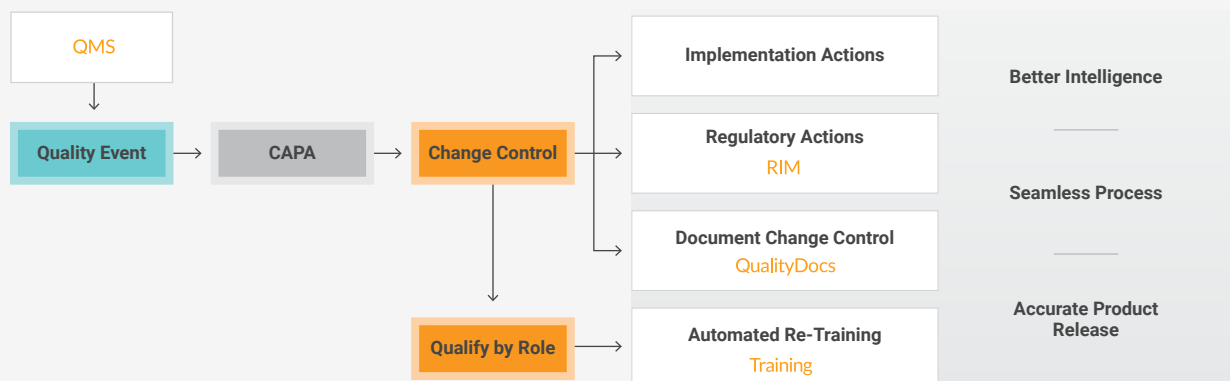 QMS
Quality Event
CAPA
Change Control
Implementation Actions
Regulatory Actions
RIM
Document Change Control
QualityDocs
Qualify by Role
Automated Re-Training
Training
Better Intelligence
Seamless Process
Accurate Product
Release